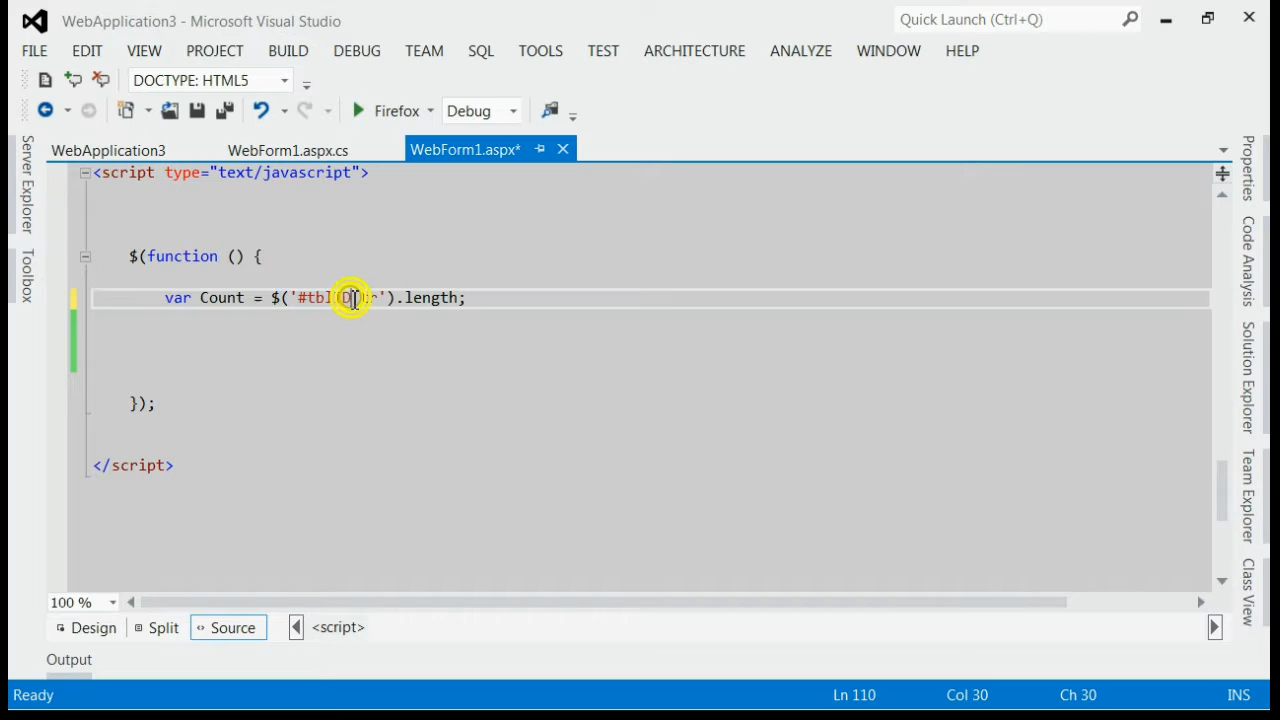 WebApplication3 - Microsoft Visual Studio
Quick Launch (Ctrl+Q)
FILE EDIT VIEW PROJECT BUILD DEBUG TEAM SQL TOOLS TEST ARCHITECTURE ANALYZE WINDOW HELP
DOCTYPE: HTML5
Firefox Debug
WebApplication3 WebForm1.aspx.cs WebForm1.aspx*
Server Explorer
Toolbox
<script type="text/javascript">
$(function () {
var Count = $(' ').length;
});
</script>
100 %
Design Split Source <script>
Output
Ready Ln 110 Col 30 Ch 30 INS
Properties
Code Analysis
Solution Explorer
Team Explorer
Class View